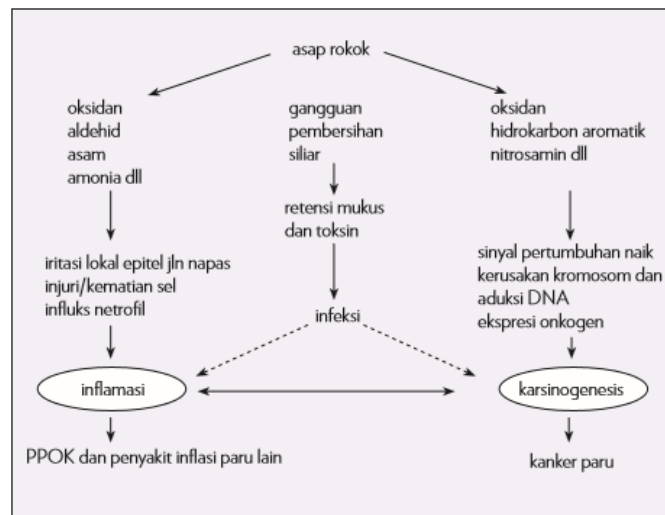 asap rokok
oksidan
aldehid
asam
amonia dll
gangguan
pembersihan
siliar
oksidan
hidrokarbon aromatik
nitrosamin dll
retensi mukus
dan toksin
iritasi lokal epitel jln napas
injuri/kematian sel
influks netrofil
infeksi
sinyal pertumbuhan naik
kerusakan kromosom dan
aduksi DNA
ekspresi onkogen
inflamasi
karsinogenesis
PPOK dan penyakit inflasi paru lain
kanker paru